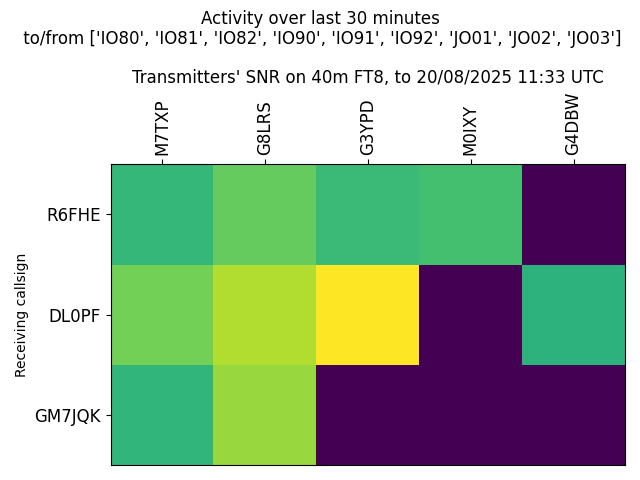 Activity over last 30 minutes
to/from ['IO80', 'IO81', 'IO82', 'IO90', 'IO91', 'IO92', 'JO01', 'JO02', 'JO03']
Transmitters' SNR on 40m FT8, to 20/08/2025 11:33 UTC
M7TXP
G8LRS
G3YPD
M0IXY
G4DBW
Receiving callsign
R6FHE
DL0PF
GM7JQK